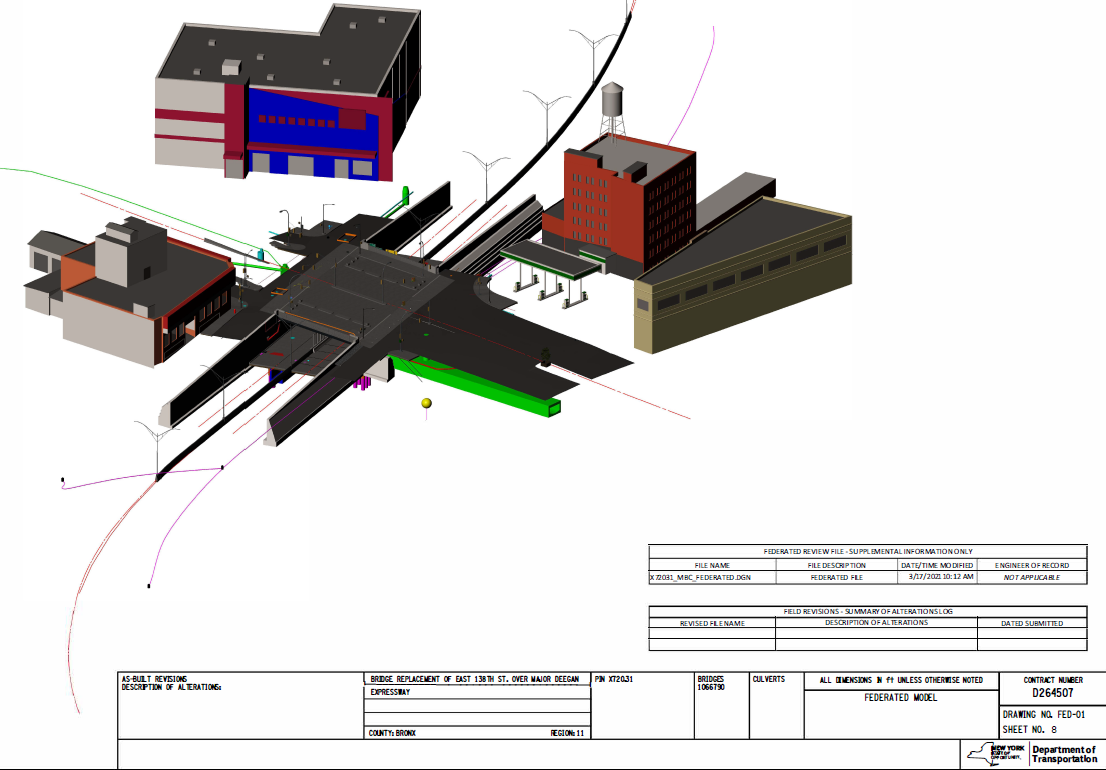 FEDERATED REVIEW FILE - SUPPLEMENTAL INFORMATION ONLY
FILE NAME FILE DESCRIPTION DATE/TIME MODIFIED ENGINEER OF RECORD
X72031_MBC_FEDERATED.DGN FEDERATED FILE 3/17/2021 10:12 AM NOT APPLICABLE
FIELD REVISIONS - SUMMARY OF ALTERATIONS LOG
REVISED FILE NAME DESCRIPTION OF ALTERATIONS DATED SUBMITTED
AS-BUILT REVISIONS
DESCRIPTION OF ALTERATIONS:
BRIDGE REPLACEMENT OF EAST 138TH ST. OVER MAJOR DEEGAN
EXPRESSWAY
COUNTY: BRONX REGION: 11
PIN X72031
BRIDGES
1066790
CULVERTS
ALL DIMENSIONS IN ft UNLESS OTHERWISE NOTED
FEDERATED MODEL
CONTRACT NUMBER
D264507
DRAWING NO. FED-01
SHEET NO. 8
NEW YORK
STATE OF
OPPORTUNITY.
Department of
Transportation